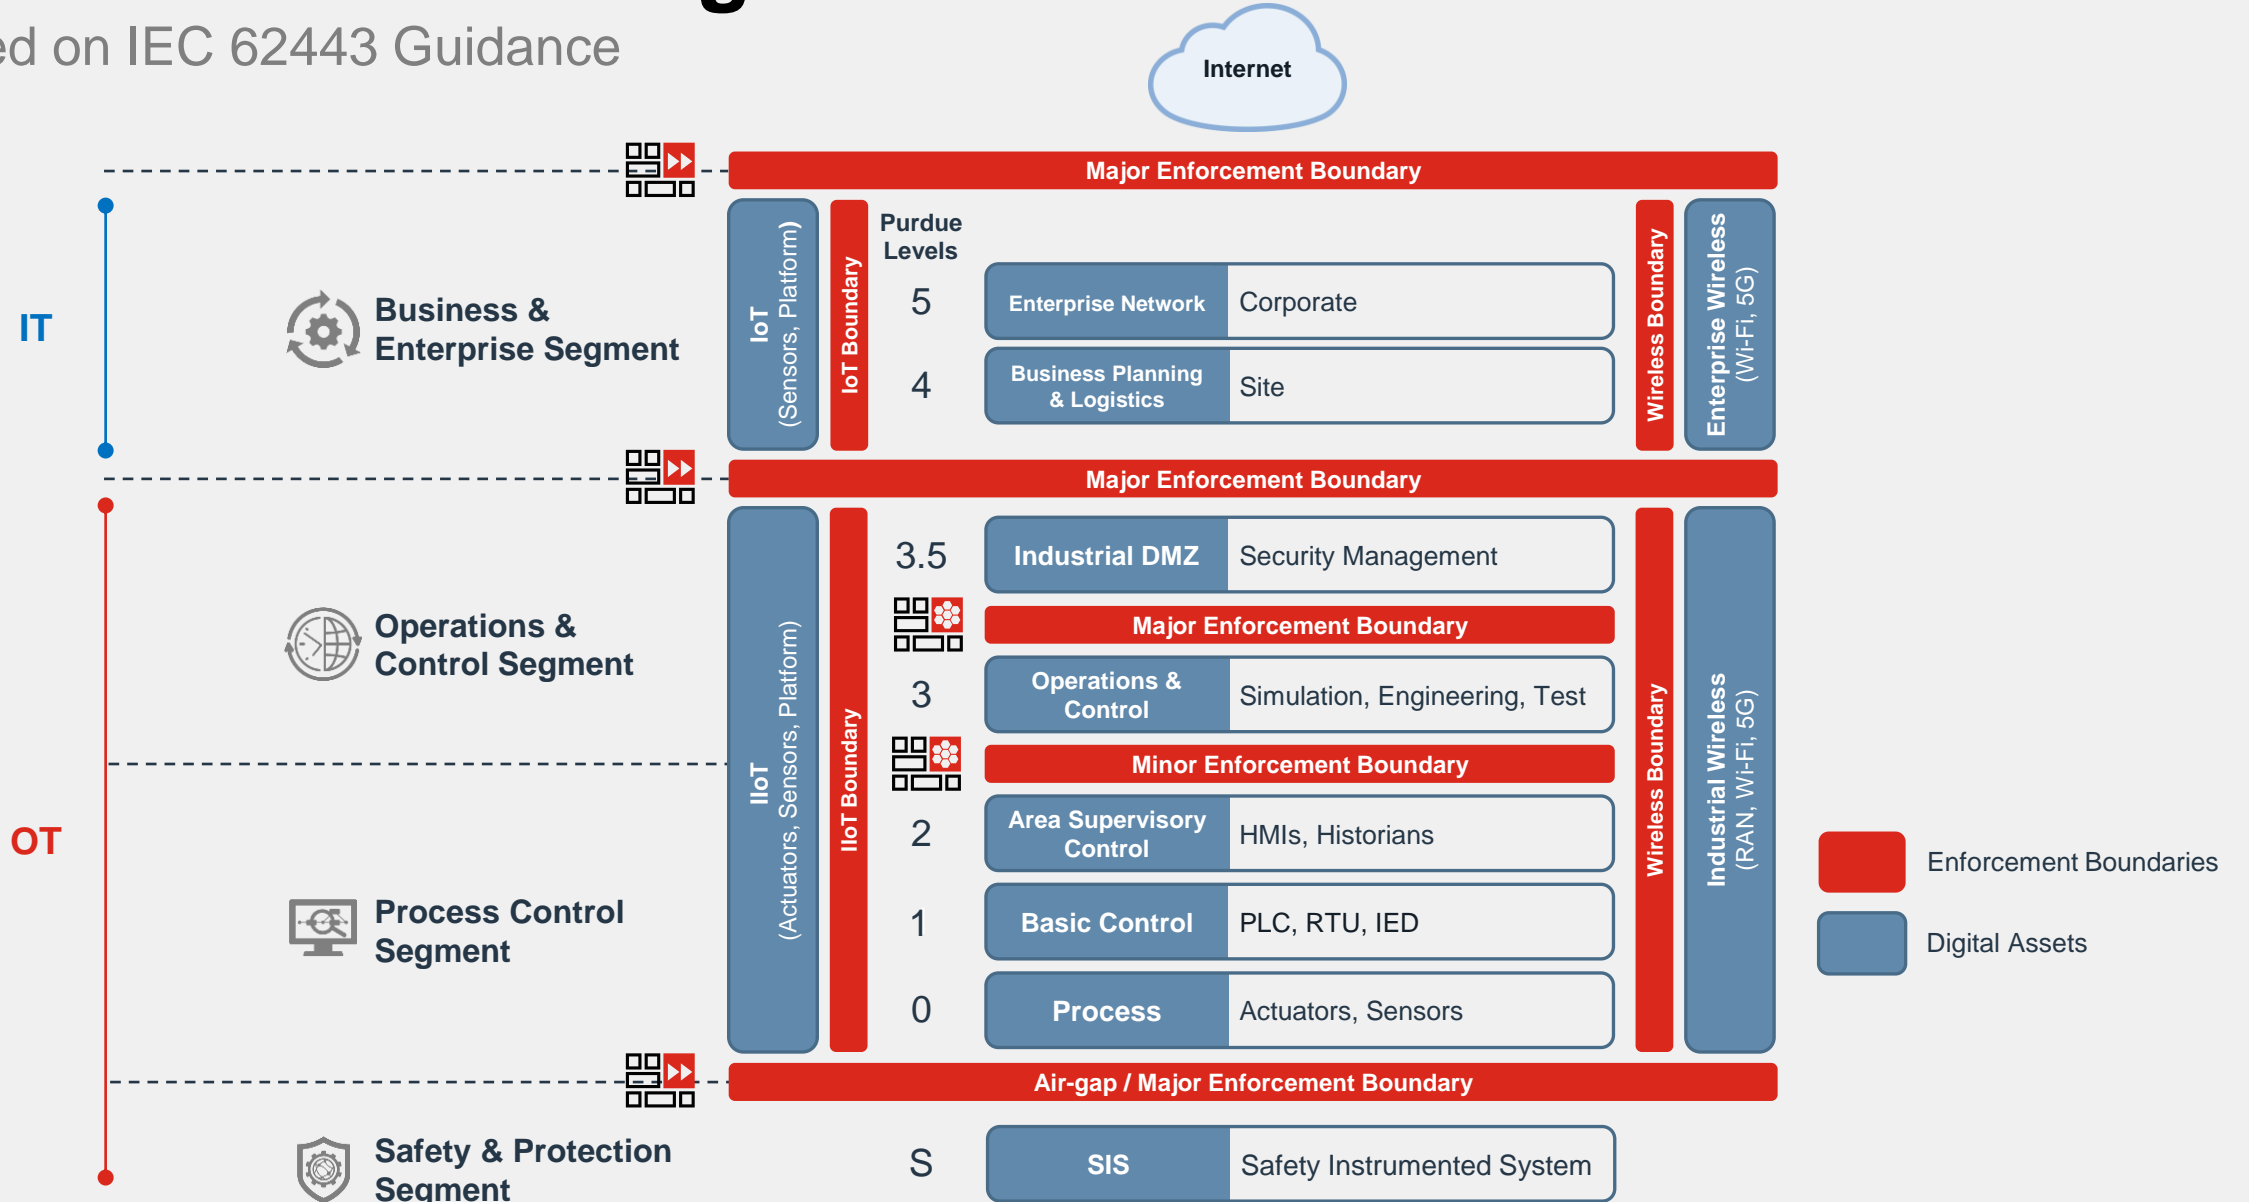 ed on IEC 62443 Guidance
Internet
Major Enforcement Boundary
IT
Business &
Enterprise Segment
IoT
(Sensors, Platform)
IoT Boundary
Purdue
Levels
5
Enterprise Network
Corporate
4
Business Planning
& Logistics
Site
Wireless Boundary
Enterprise Wireless
(Wi-Fi, 5G)
Major Enforcement Boundary
OT
Operations &
Control Segment
Process Control
Segment
IIoT
(Actuators, Sensors, Platform)
IIoT Boundary
3.5
Industrial DMZ
Security Management
Major Enforcement Boundary
3
Operations &
Control
Simulation, Engineering, Test
Minor Enforcement Boundary
2
Area Supervisory
Control
HMIs, Historians
1
Basic Control
PLC, RTU, IED
0
Process
Actuators, Sensors
Wireless Boundary
Industrial Wireless
(RAN, Wi-Fi, 5G)
Enforcement Boundaries
Digital Assets
Air-gap / Major Enforcement Boundary
Safety & Protection
Segment
S
SIS
Safety Instrumented System